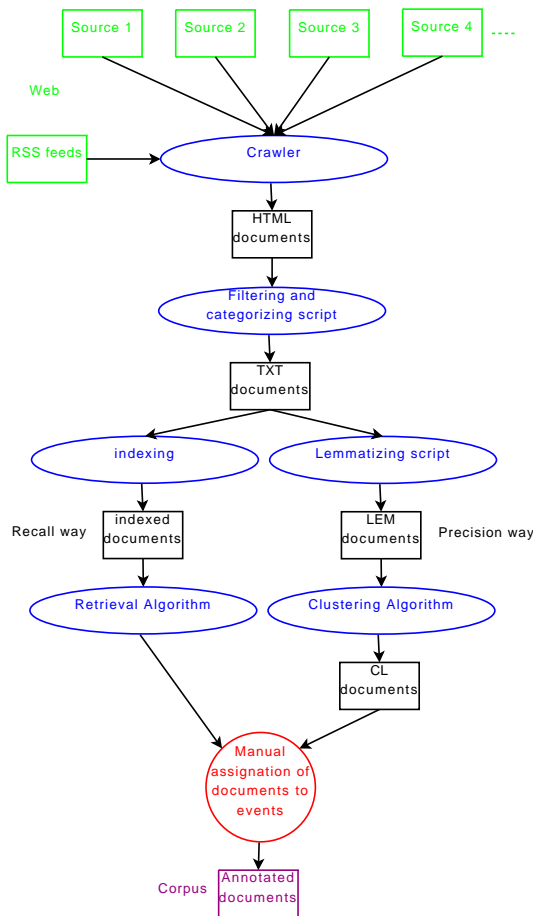 Source 1
Source 2
Source 3
Source 4
----
Web
RSS feeds
Crawler
HTML
documents
Filtering and
categorizing script
TXT
documents
indexing
Lemmatizing script
Recall way
indexed
documents
LEM
documents
Precision way
Retrieval Algorithm
Clustering Algorithm
CL
documents
Manual
assignation of
documents to
events
Corpus
Annotated
documents